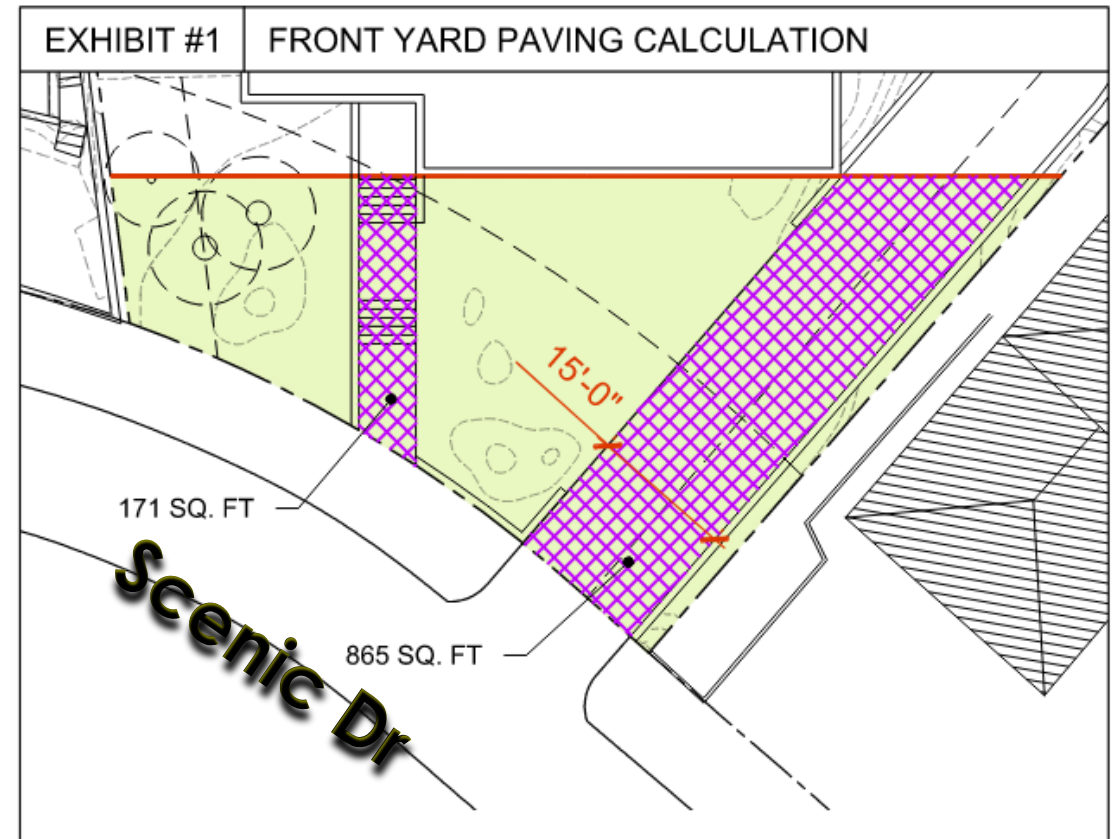 EXHIBIT #1
FRONT YARD PAVING CALCULATION
15'-0"
171 SQ. FT
865 SQ. FT
Scenic Dr